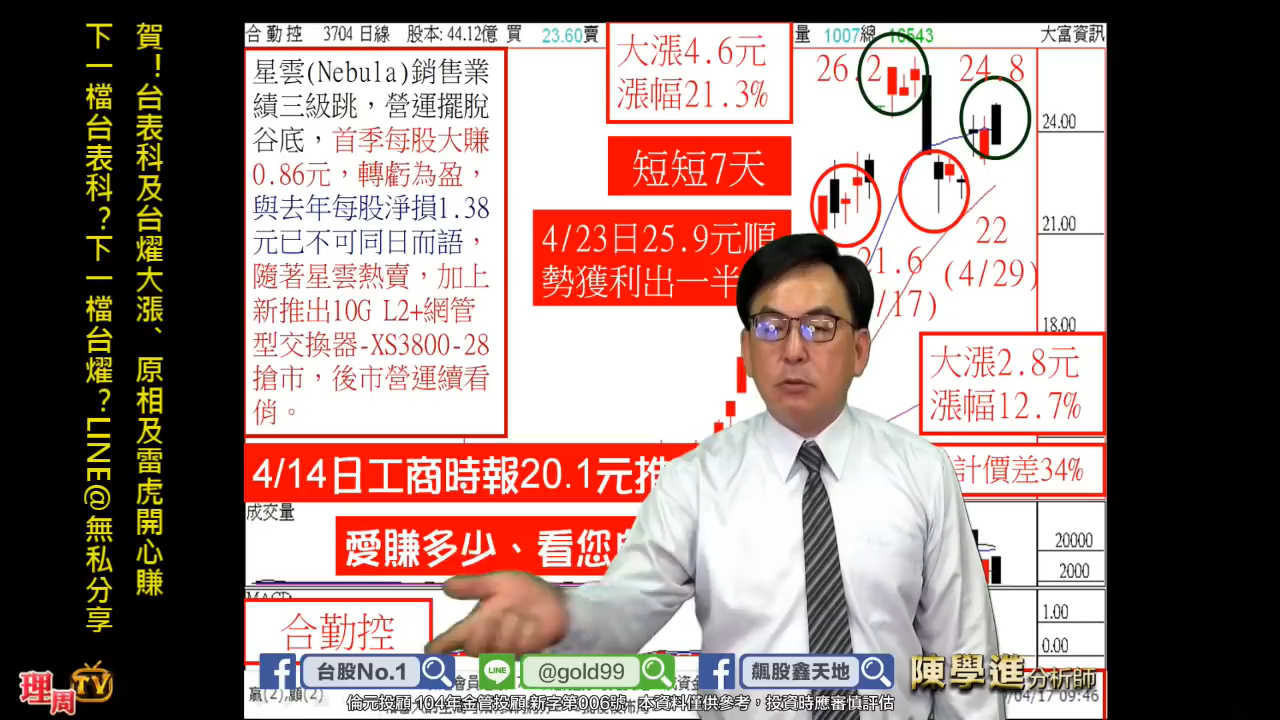 賀！台表科及台燿大漲、原相及雷虎開心賺
下一檔台表科？下一檔台燿？LINE@無私分享
合勤控 3704 日線 股本: 44.12億 買 23.60賣
量 1007總 16543 大富資訊
星雲(Nebula)銷售業
績三級跳，營運擺脫
谷底，首季每股大賺
0.86元，轉虧為盈，
與去年每股淨損1.38
元已不可同日而語，
隨著星雲熱賣，加上
新推出10G L2+網管
型交換器-XS3800-28
搶市，後市營運續看
俏。
大漲4.6元
漲幅21.3%
短短7天
4/23日25.9元順
勢獲利出一半
26.2
24.8
24.00
21.00
18.00
21.6
/17)
22
(4/29)
大漲2.8元
漲幅12.7%
計價差34%
4/14日工商時報20.1元推
成交量
愛賺多少、看您
20000
2000
MACD
1.00
0.00
合勤控
台股No.1
LINE
@gold99
飆股鑫天地
陳學進分析師
理周TV
贏(2),顧(2)
/04/17 09:46
倫元投顧 104年金管投顧 新字第006號 本資料僅供參考，投資時應審慎評估